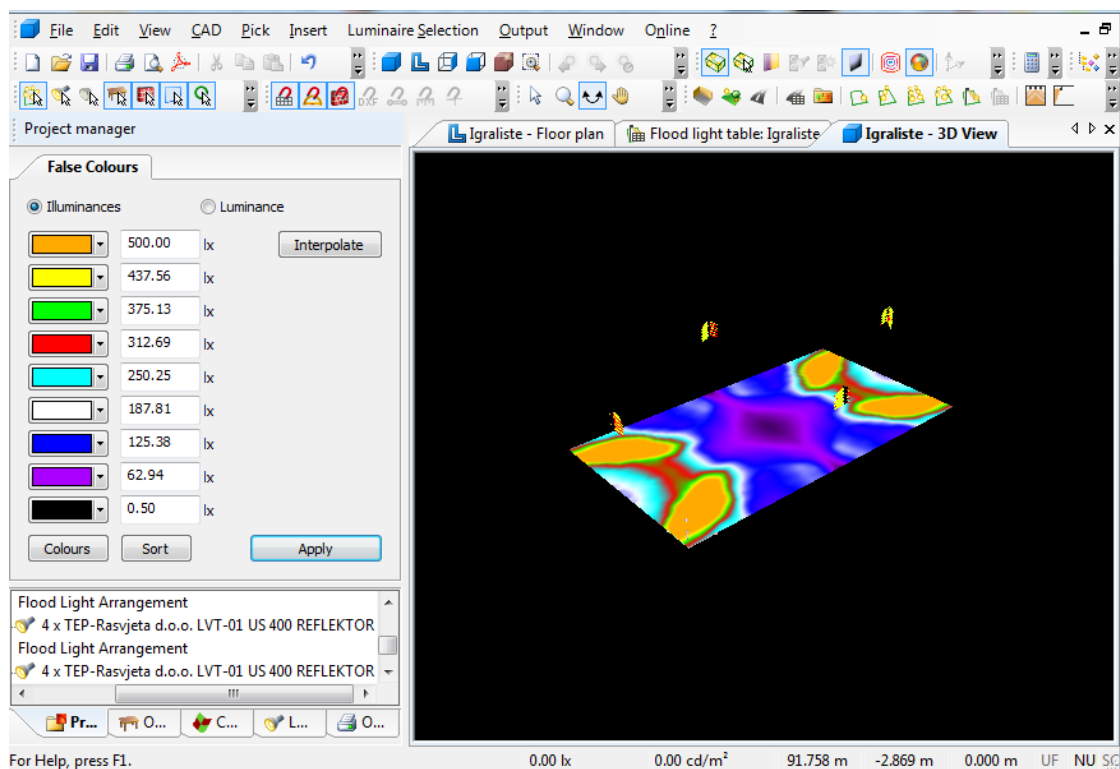 File Edit View CAD Pick Insert Luminaire Selection Output Window Online ?
Project manager
Igraliste - Floor plan
Flood light table: Igraliste
Igraliste - 3D View
False Colours
Illuminances
Luminance
500.00 lx
Interpolate
437.56 lx
375.13 lx
312.69 lx
250.25 lx
187.81 lx
125.38 lx
62.94 lx
0.50 lx
Colours
Sort
Apply
Flood Light Arrangement
4 x TEP-Rasvjeta d.o.o. LVT-01 US 400 REFLEKTOR
Flood Light Arrangement
4 x TEP-Rasvjeta d.o.o. LVT-01 US 400 REFLEKTOR
Pr... O... C... L... O...
For Help, press F1. 0.00 lx 0.00 cd/m² 91.758 m -2.869 m 0.000 m UF NU SC